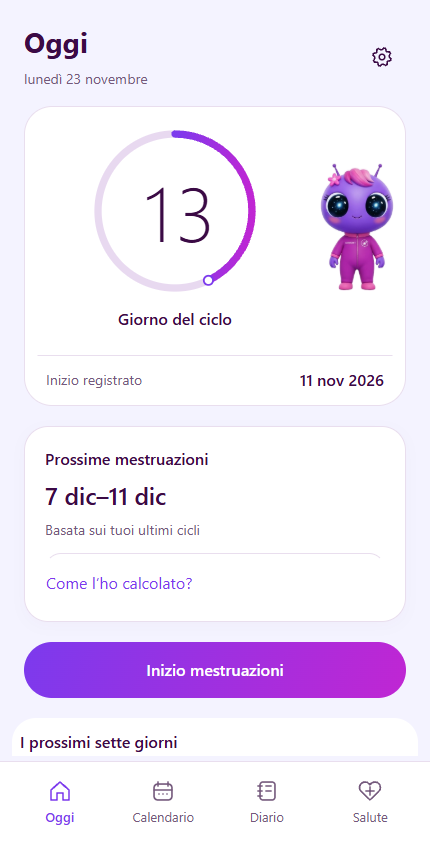 Oggi
lunedì 23 novembre
13
Giorno del ciclo
Inizio registrato
11 nov 2026
Prossime mestruazioni
7 dic–11 dic
Basata sui tuoi ultimi cicli
Come l’ho calcolato?
Inizio mestruazioni
I prossimi sette giorni
Oggi
Calendario
Diario
Salute